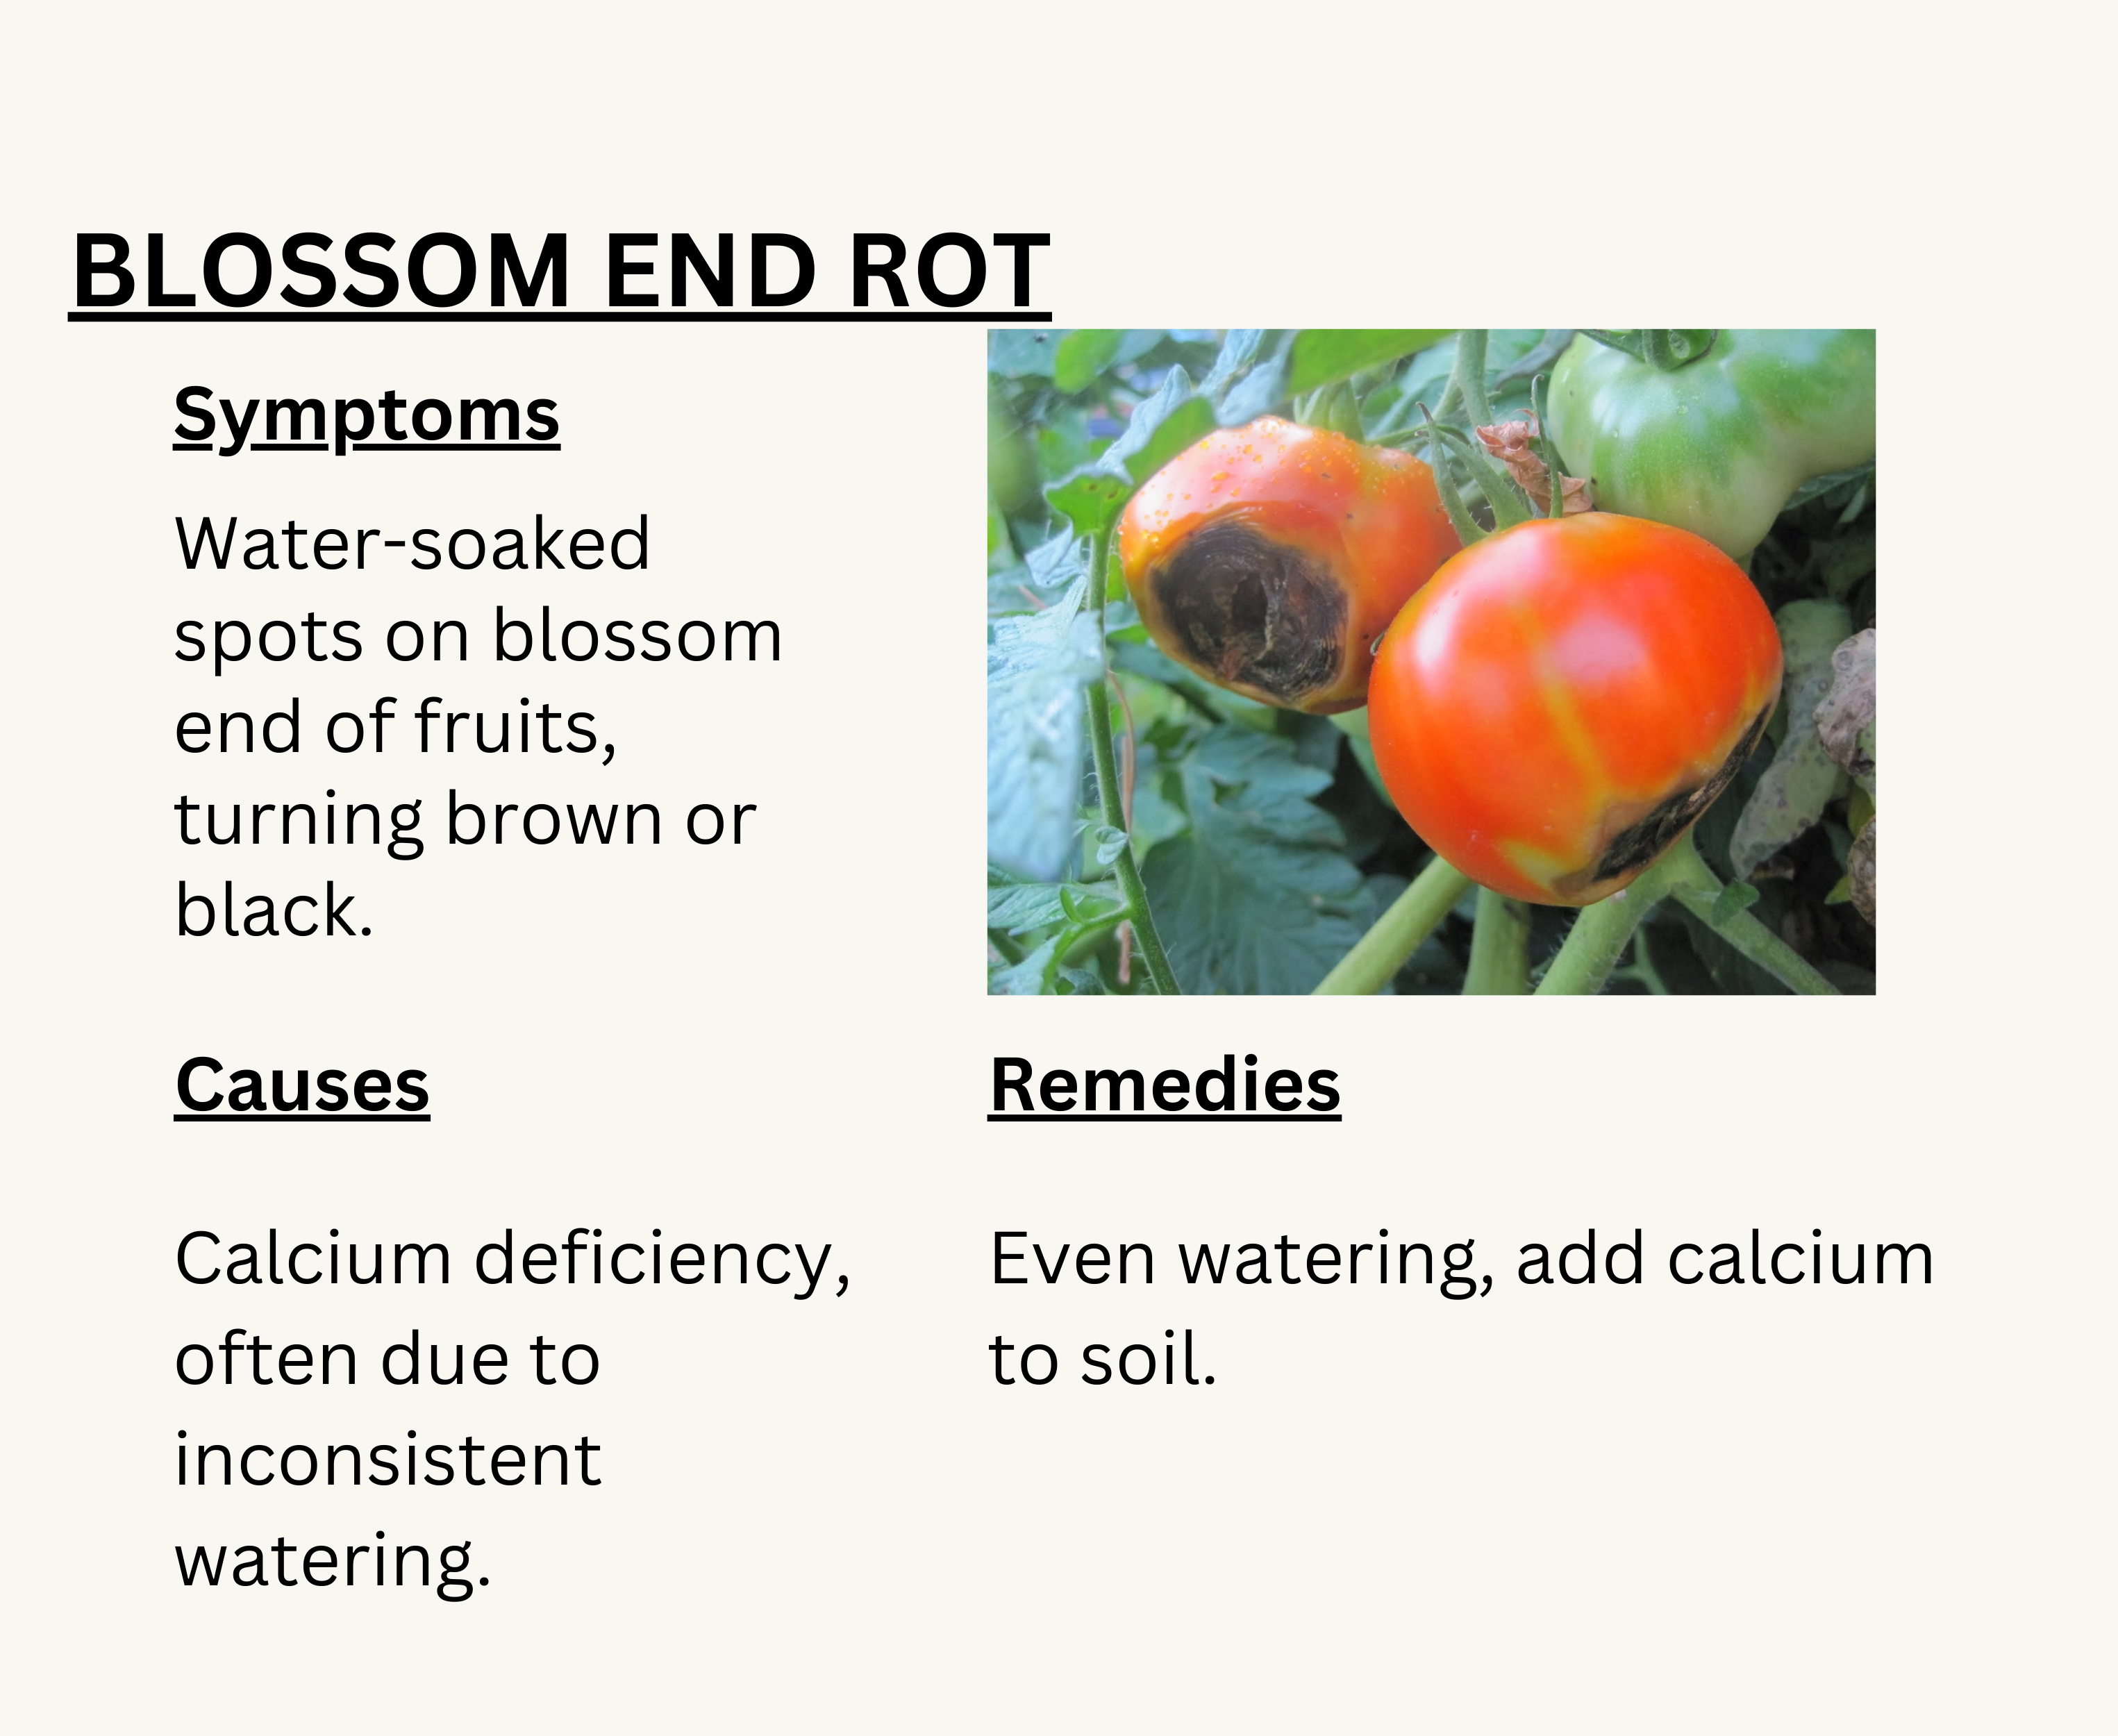 BLOSSOM END ROT
Symptoms
Water-soaked
spots on blossom
end of fruits,
turning brown or
black.
Causes
Calcium deficiency,
often due to
inconsistent
watering.
Remedies
Even watering, add calcium
to soil.